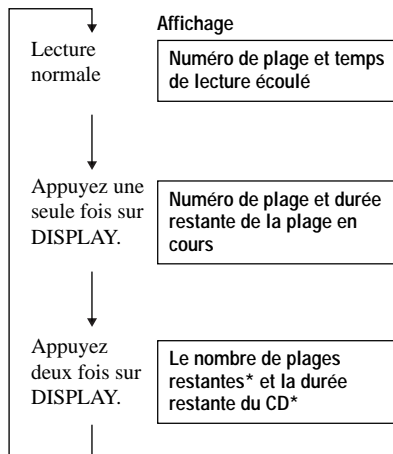 Affichage
Lecture
normale
Numéro de plage et temps
de lecture écoulé
Appuyez une
seule fois sur
DISPLAY.
Numéro de plage et durée
restante de la plage en
cours
Appuyez
deux fois sur
DISPLAY.
Le nombre de plages
restantes* et la durée
restante du CD*